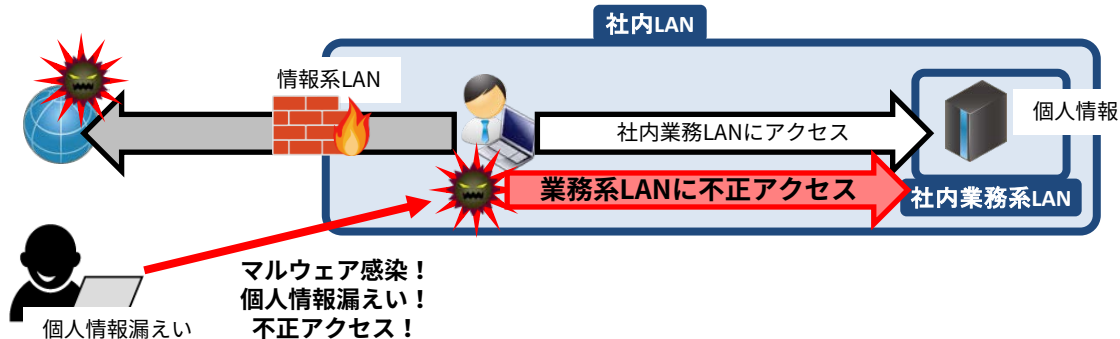 社内LAN
情報系LAN
個人情報
社内業務LANにアクセス
業務系LANに不正アクセス
社内業務系LAN
マルウェア感染！
個人情報漏えい！
不正アクセス！
個人情報漏えい